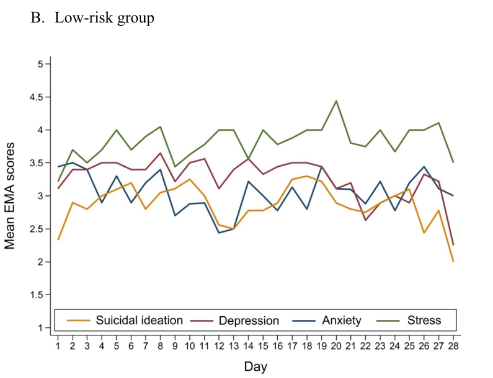 B. Low-risk group
5
4.5
4
3.5
3
2.5
2
1.5
1
Mean EMA scores
Suicidal ideation Depression Anxiety Stress
1 2 3 4 5 6 7 8 9 10 11 12 13 14 15 16 17 18 19 20 21 22 23 24 25 26 27 28
Day